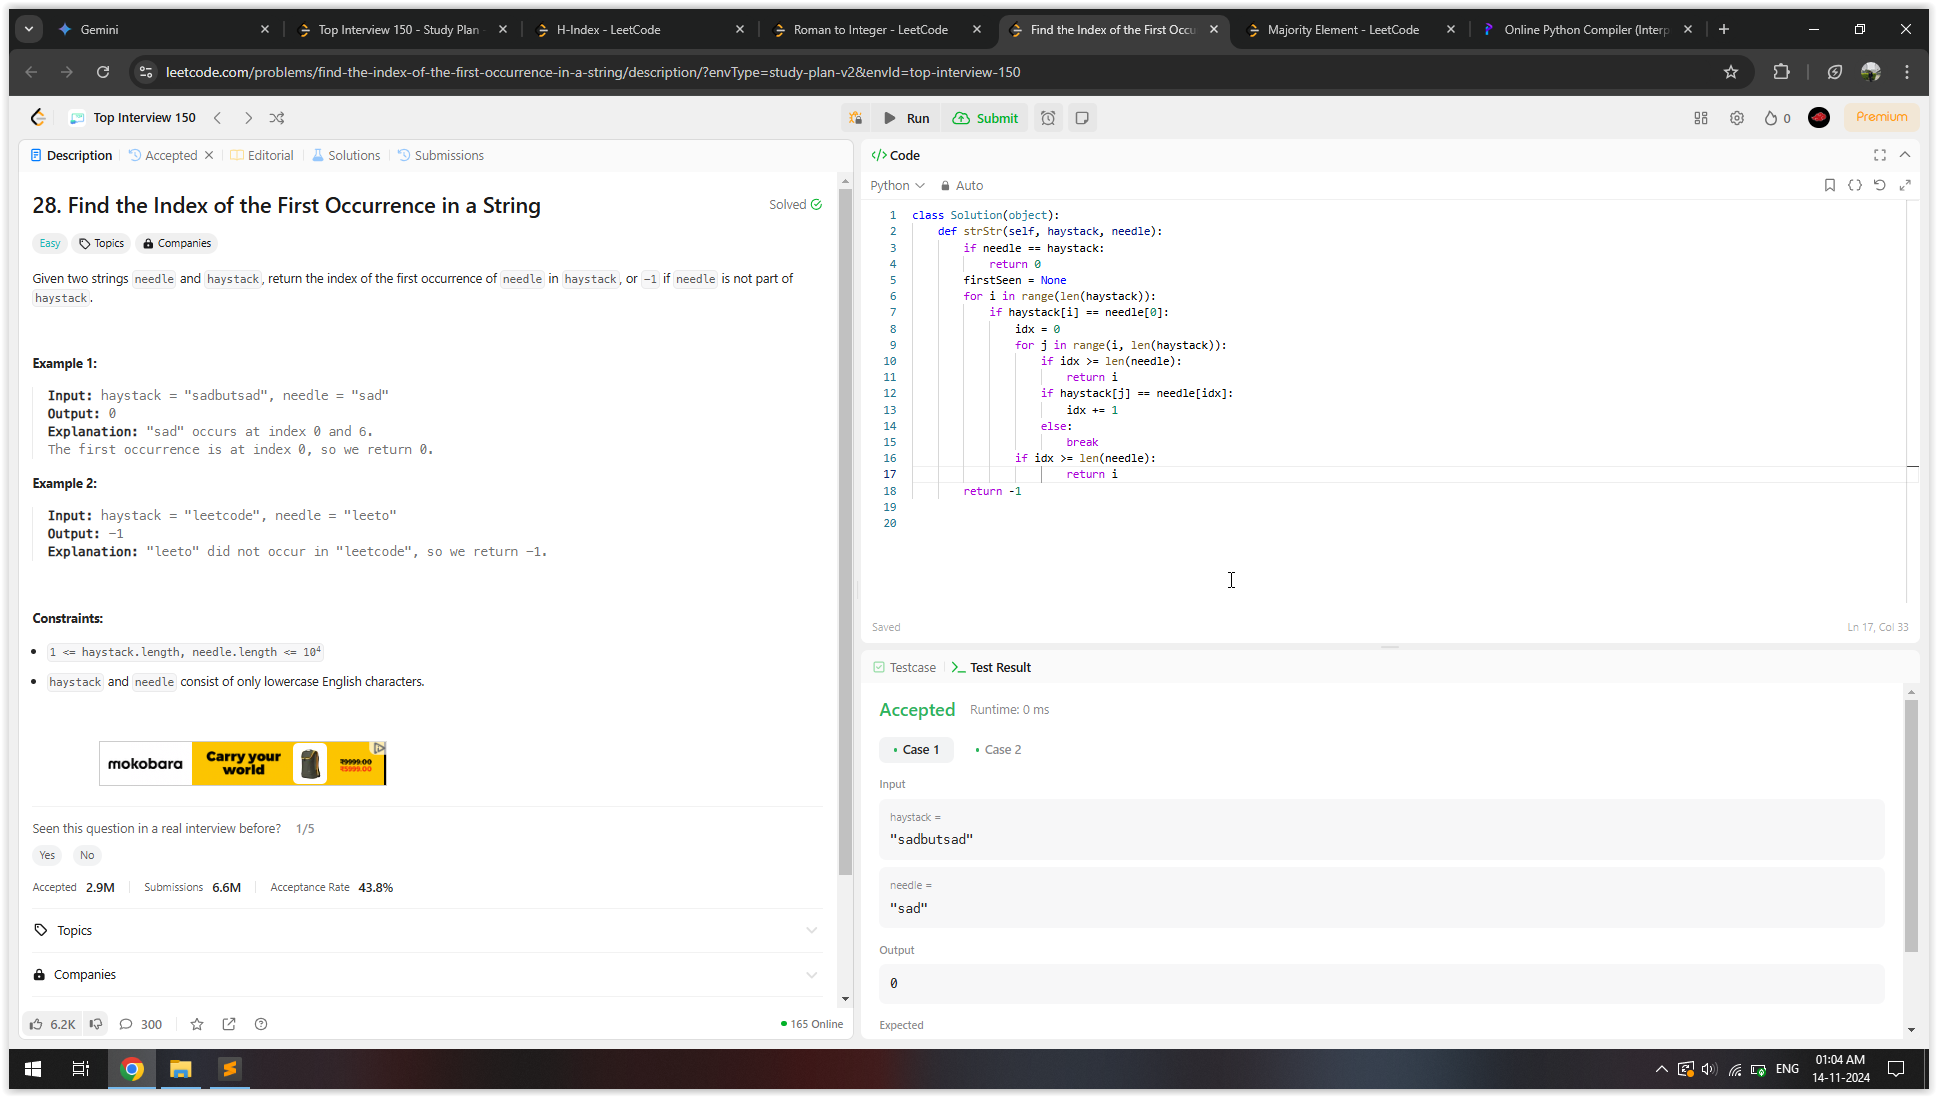 Gemini
Top Interview 150 - Study Plan
H-Index - LeetCode
Roman to Integer - LeetCode
Find the Index of the First Occu
Majority Element - LeetCode
Online Python Compiler (Interp
leetcode.com/problems/find-the-index-of-the-first-occurrence-in-a-string/description/?envType=study-plan-v2&envId=top-interview-150
Top Interview 150
Run
Submit
0
Premium
Description
Accepted
Editorial
Solutions
Submissions
28. Find the Index of the First Occurrence in a String
Solved
Easy
Topics
Companies
Given two strings needle and haystack, return the index of the first occurrence of needle in haystack, or -1 if needle is not part of
haystack.
Example 1:
Input: haystack = "sadbutsad", needle = "sad"
Output: 0
Explanation: "sad" occurs at index 0 and 6.
The first occurrence is at index 0, so we return 0.
Example 2:
Input: haystack = "leetcode", needle = "leeto"
Output: -1
Explanation: "leeto" did not occur in "leetcode", so we return -1.
Constraints:
1 <= haystack.length, needle.length <= 10⁴
haystack and needle consist of only lowercase English characters.
mokobara
Carry your
world
₹9999.00
₹5999.00
Seen this question in a real interview before? 1/5
Yes
No
Accepted 2.9M
Submissions 6.6M
Acceptance Rate 43.8%
Topics
Companies
6.2K
300
165 Online
</> Code
Python
Auto
1 class Solution(object):
2 def strStr(self, haystack, needle):
3 if needle == haystack:
4 return 0
5 firstSeen = None
6 for i in range(len(haystack)):
7 if haystack[i] == needle[0]:
8 idx = 0
9 for j in range(i, len(haystack)):
10 if idx >= len(needle):
11 return i
12 if haystack[j] == needle[idx]:
13 idx += 1
14 else:
15 break
16 if idx >= len(needle):
17 return i
18 return -1
19
20
Saved
Ln 17, Col 33
Testcase
Test Result
Accepted
Runtime: 0 ms
Case 1
Case 2
Input
haystack =
"sadbutsad"
needle =
"sad"
Output
0
Expected
ENG
01:04 AM
14-11-2024